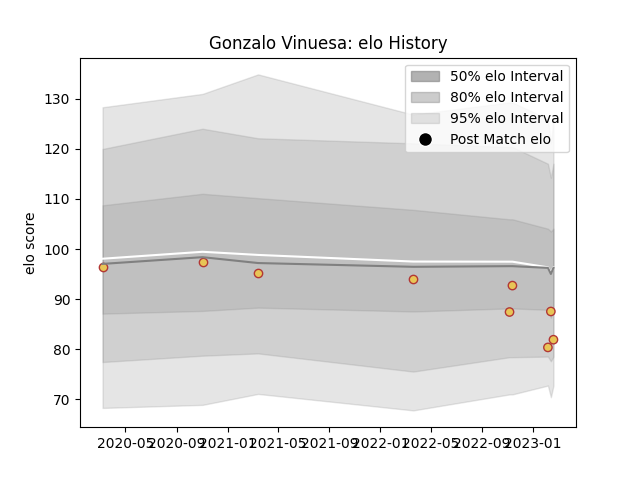 Gonzalo Vinuesa: elo History
50% elo Interval
80% elo Interval
95% elo Interval
Post Match elo
elo score
130
120
110
100
90
80
70
2020-05
2020-09
2021-01
2021-05
2021-09
2022-01
2022-05
2022-09
2023-01